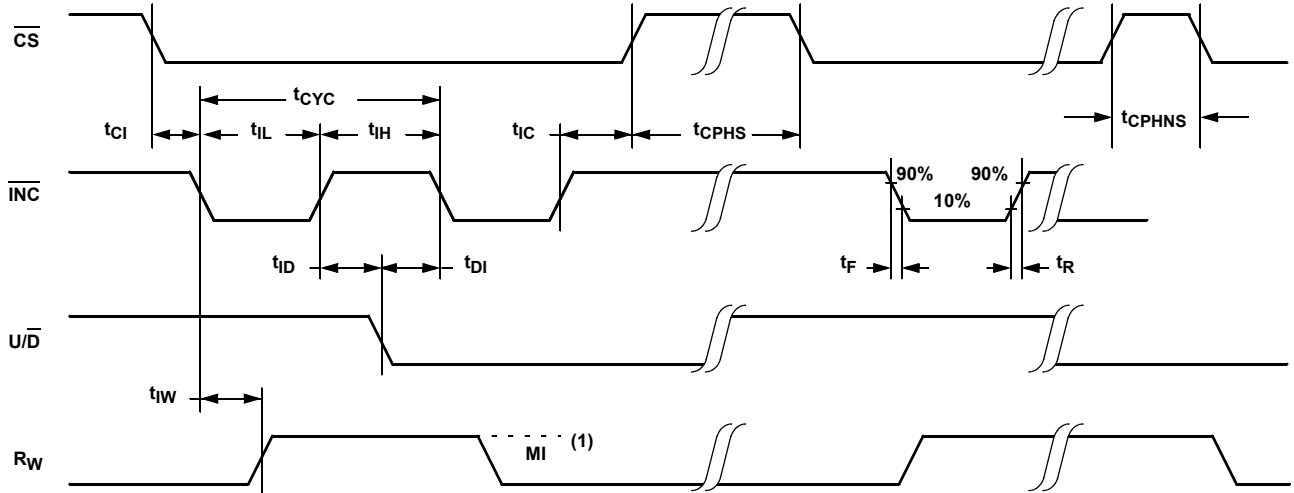 CS
tCYC
tCI
tIL
tIH
tIC
tCPHS
tCPHNS
INC
90%
90%
10%
tID
tDI
tF
tR
U/D
tIW
MI
(1)
RW